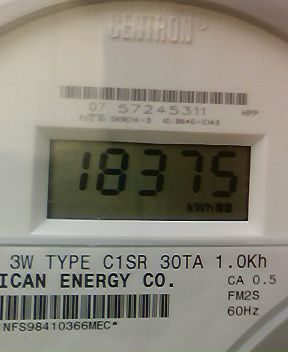 CENTRON
07 57245311 HPP
18375
kWh
3W TYPE C1SR 30TA 1.0Kh
ICAN ENERGY CO.
CA 0.5
FM2S
60Hz
NFS98410366MEC*